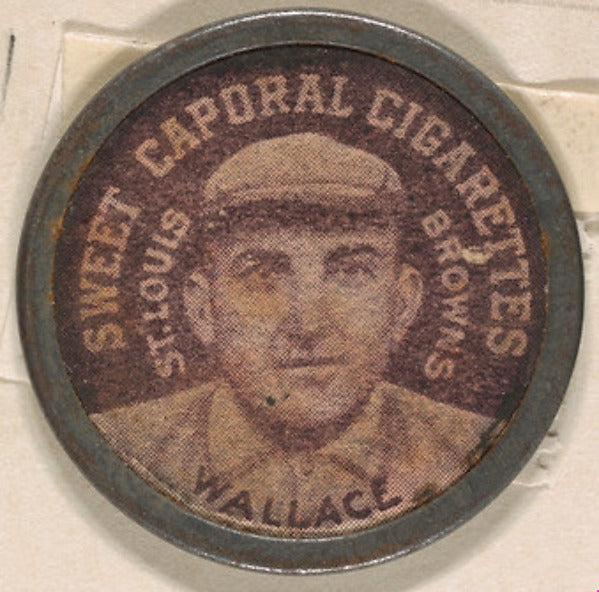 SWEET CAPORAL CIGARETTES
ST. LOUIS
BROWNS
WALLACE